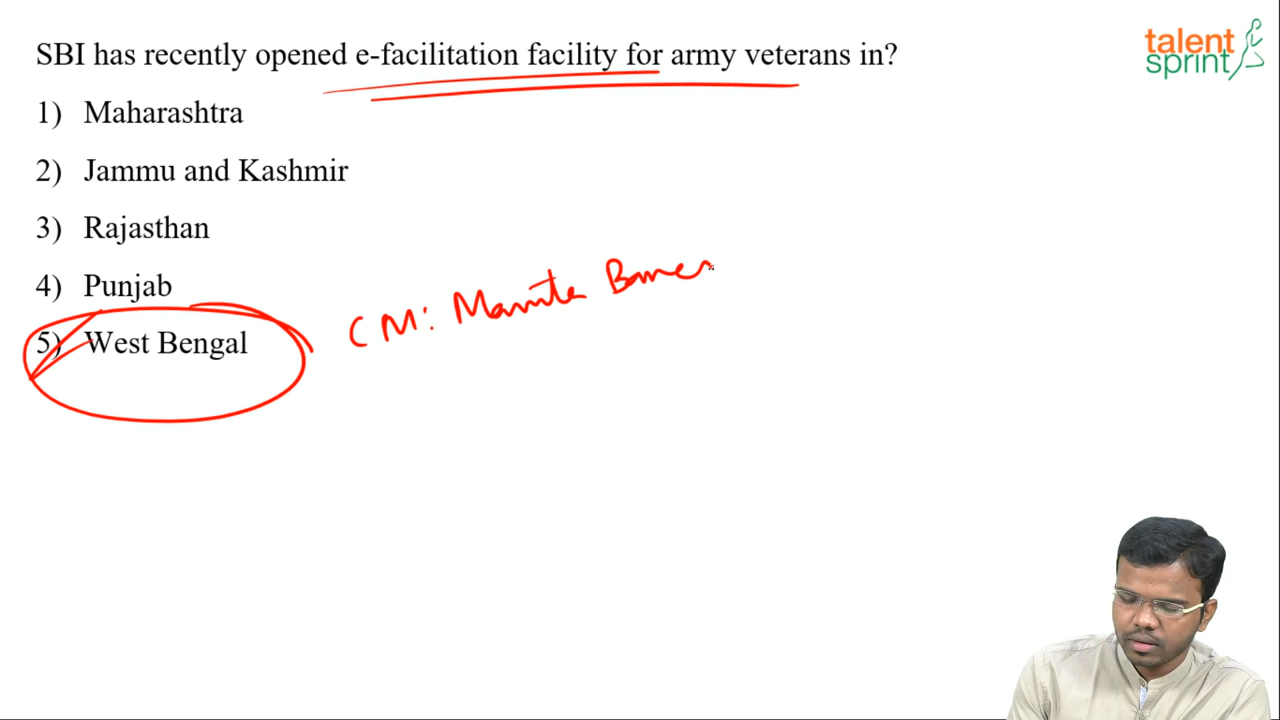 SBI has recently opened e-facilitation facility for army veterans in?
talent
sprint
1) Maharashtra
2) Jammu and Kashmir
3) Rajasthan
4) Punjab
5) West Bengal
CM: Mamta Baner